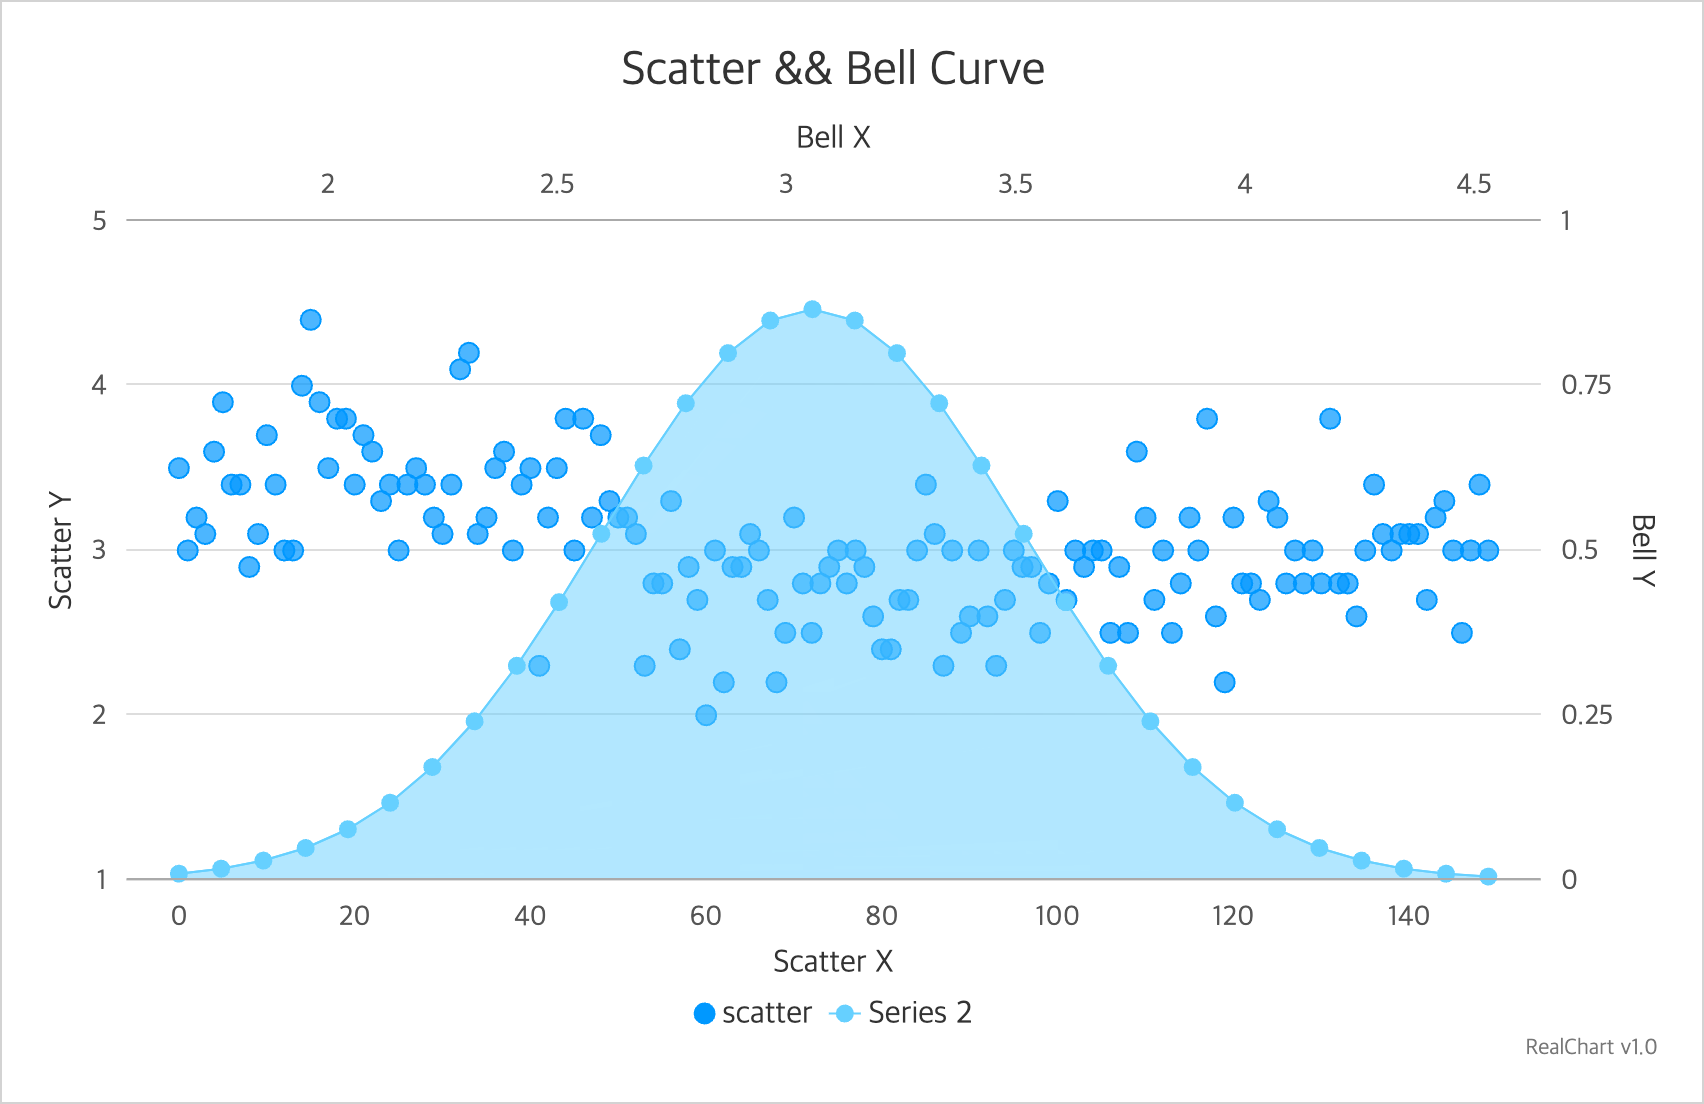 Scatter && Bell Curve
Bell X
2 2.5 3 3.5 4 4.5
5 1
4 0.75
3 0.5
2 0.25
1 0
Scatter Y
Bell Y
0 20 40 60 80 100 120 140
Scatter X
scatter Series 2
RealChart v1.0